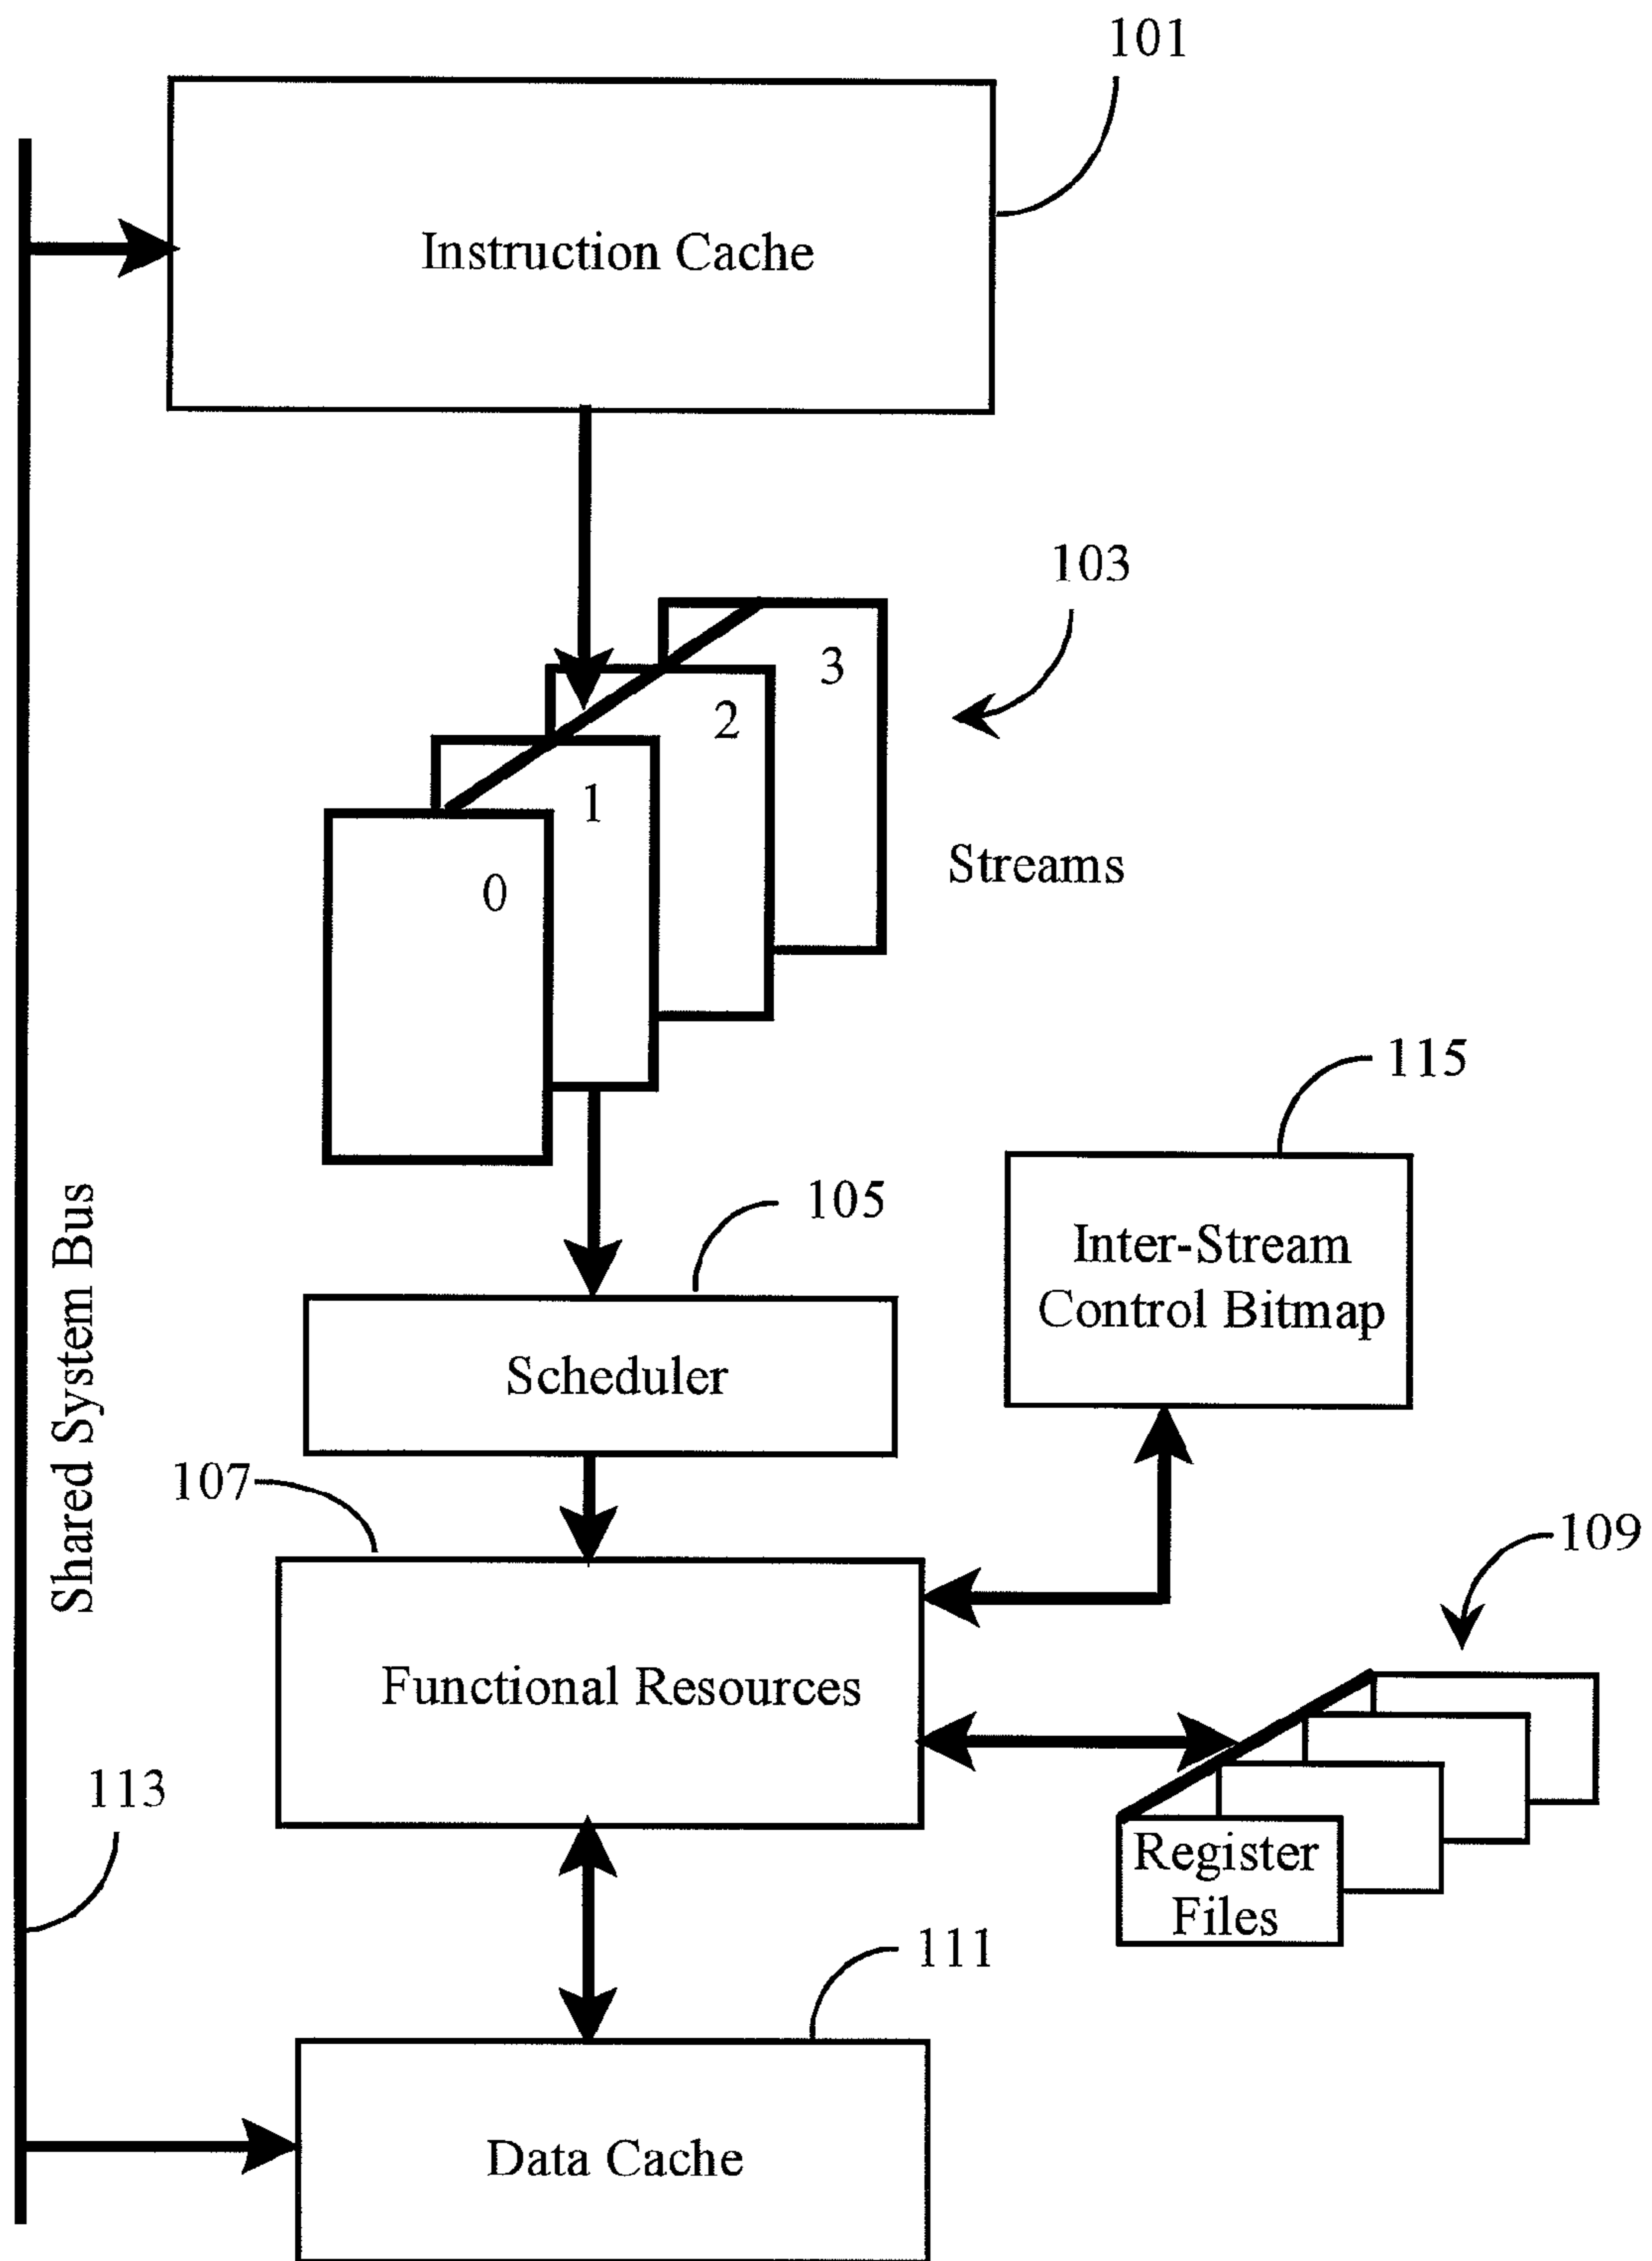 101
Instruction Cache
103
3
2
1
0
Streams
115
105
Inter-Stream
Control Bitmap
Scheduler
Shared System Bus
107
109
Functional Resources
113
Register
Files
111
Data Cache